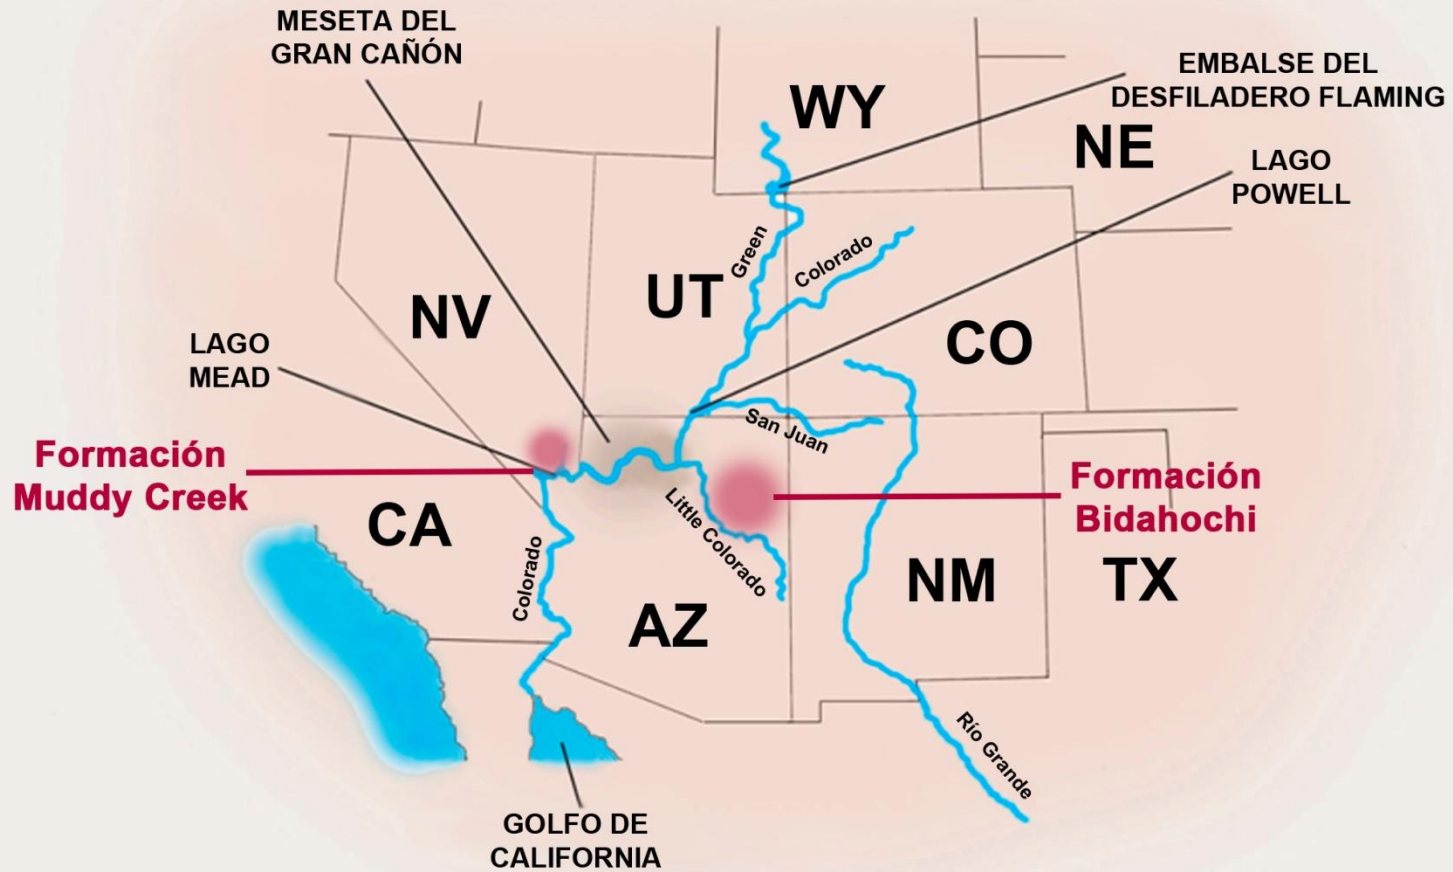 MESETA DEL
GRAN CAÑÓN
EMBALSE DEL
DESFILADERO FLAMING
WY
NE
LAGO
POWELL
Green
Colorado
UT
NV
CO
LAGO
MEAD
San Juan
Formación
Muddy Creek
Formación
Bidahochi
CA
Little Colorado
Colorado
NM
TX
AZ
Río Grande
GOLFO DE
CALIFORNIA